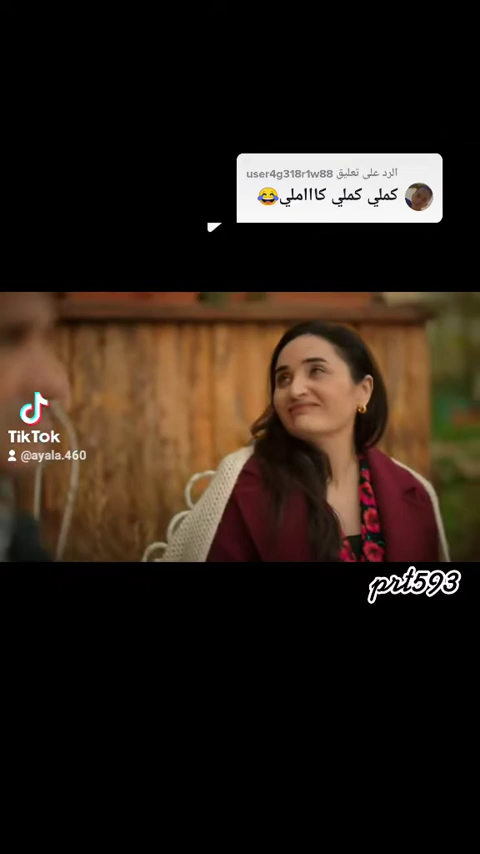 الرد على تعليق user4g318r1w88
كملي كملي كاااملي😂
TikTok
@ayala.460
prt593